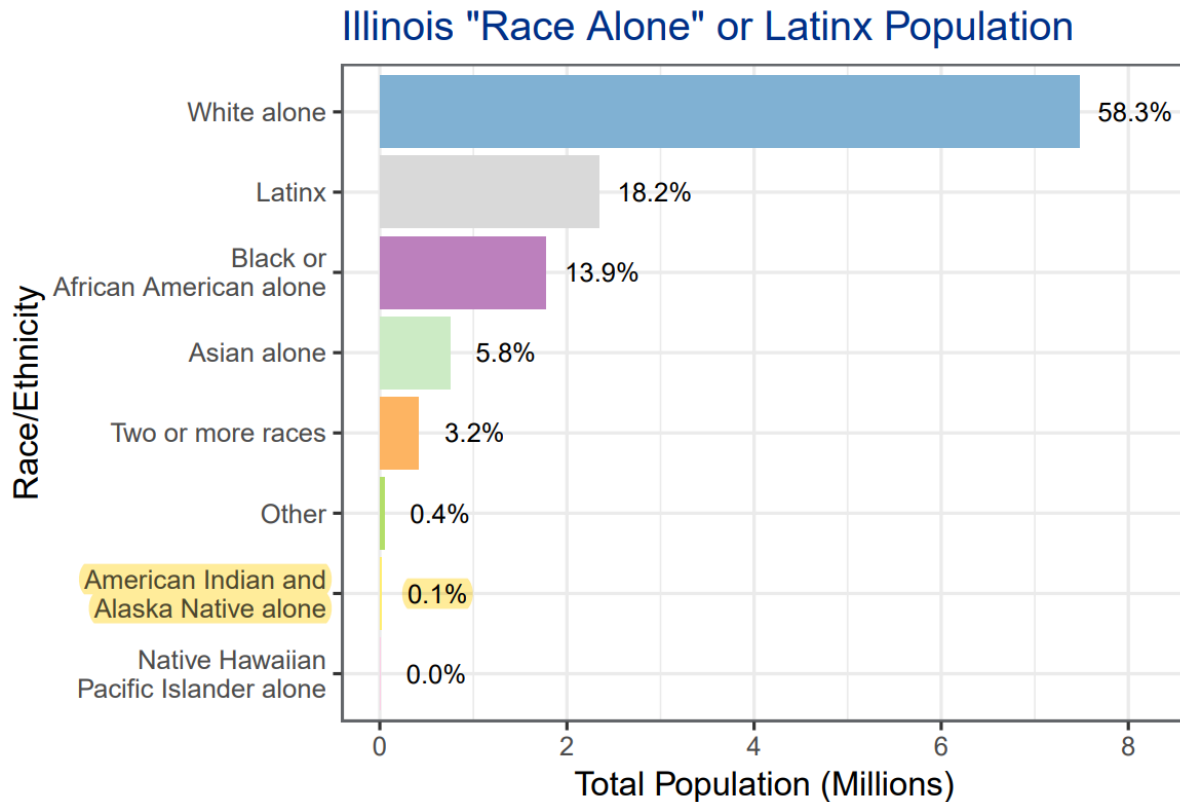 Illinois "Race Alone" or Latinx Population
White alone
58.3%
Latinx
18.2%
Black or
African American alone
13.9%
Asian alone
5.8%
Two or more races
3.2%
Other
0.4%
American Indian and
Alaska Native alone
0.1%
Native Hawaiian
Pacific Islander alone
0.0%
Race/Ethnicity
0
2
4
6
8
Total Population (Millions)